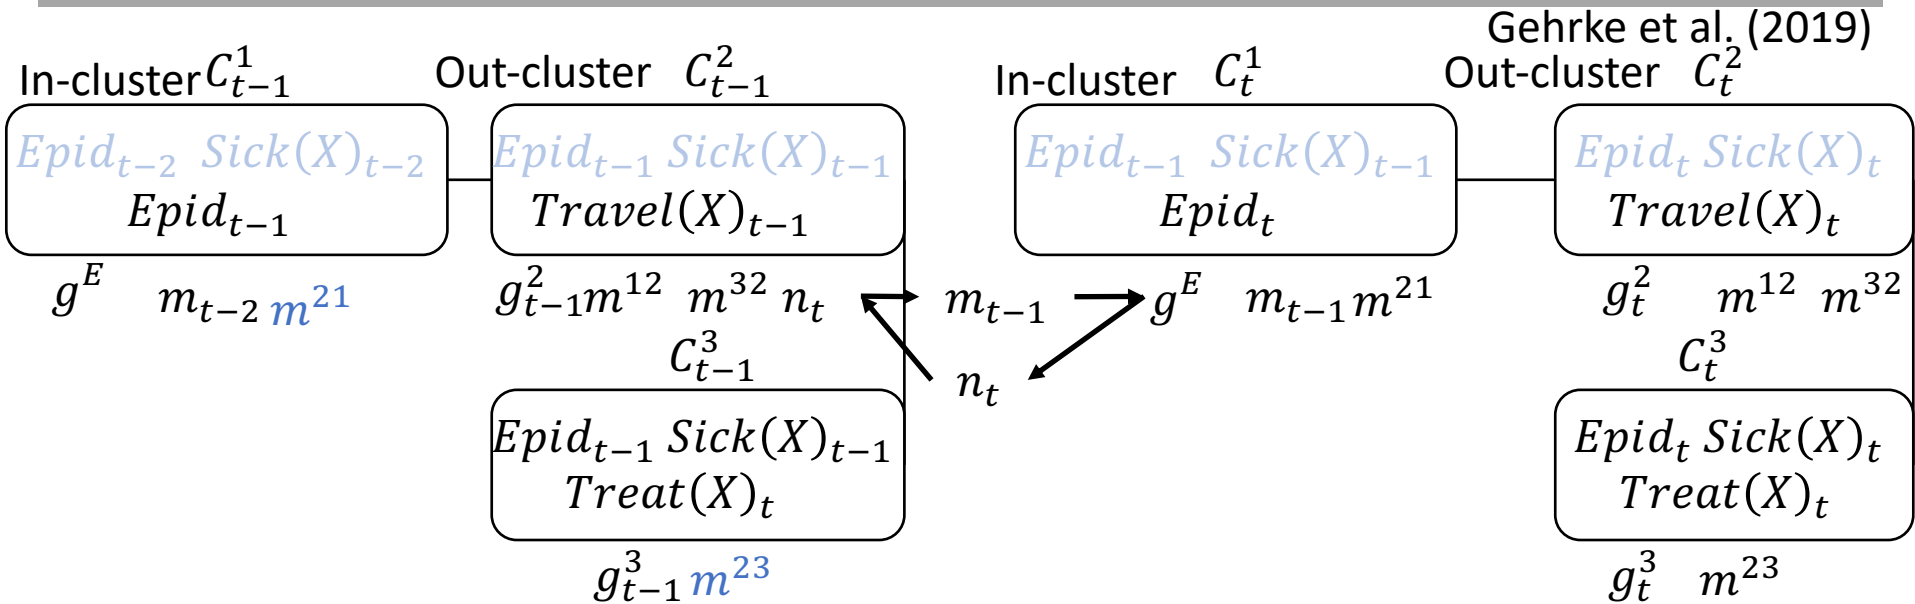 Gehrke et al. (2019)
In-cluster C^1_{t-1}
Out-cluster C^2_{t-1}
In-cluster C^1_t
Out-cluster C^2_t
Epid_{t-2} Sick(X)_{t-2}
Epid_{t-1}
Epid_{t-1} Sick(X)_{t-1}
Travel(X)_{t-1}
Epid_{t-1} Sick(X)_{t-1}
Epid_t
Epid_t Sick(X)_t
Travel(X)_t
g^E m_{t-2} m^{21}
g^2_{t-1} m^{12} m^{32} n_t
m_{t-1}
g^E m_{t-1} m^{21}
g^2_t m^{12} m^{32}
n_t
C^3_{t-1}
C^3_t
Epid_{t-1} Sick(X)_{t-1}
Treat(X)_t
Epid_t Sick(X)_t
Treat(X)_t
g^3_{t-1} m^{23}
g^3_t m^{23}